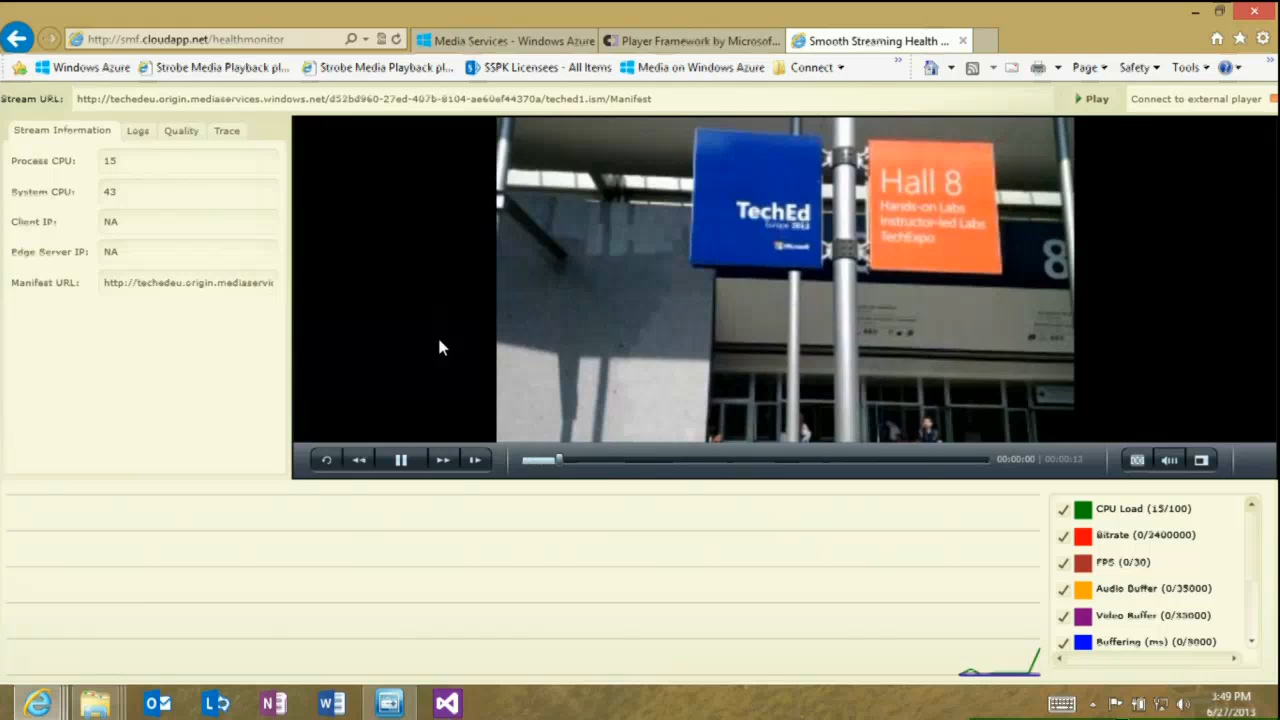 http://smf.cloudapp.net/healthmonitor
Media Services - Windows Azure
Player Framework by Microsof...
Smooth Streaming Health ...
Windows Azure
Strobe Media Playback pl...
Strobe Media Playback pl...
SSPK Licensees - All Items
Media on Windows Azure
Connect
Page
Safety
Tools
Stream URL:
http://techedeu.origin.mediaservices.windows.net/d52bd960-27ed-407b-8104-ae60ef44370a/teched1.ism/Manifest
Play
Connect to external player
Stream Information
Logs
Quality
Trace
Process CPU:
15
System CPU:
43
Client IP:
NA
Edge Server IP:
NA
Manifest URL:
http://techedeu.origin.mediaservic
TechEd
Europe 2013
Microsoft
Hall 8
Hands-on Labs
Instructor-led Labs
TechExpo
8
00:00:00 | 00:00:13
CPU Load (15/100)
Bitrate (0/2400000)
FPS (0/30)
Audio Buffer (0/35000)
Video Buffer (0/35000)
Buffering (ms) (0/8000)
3:49 PM
6/27/2013